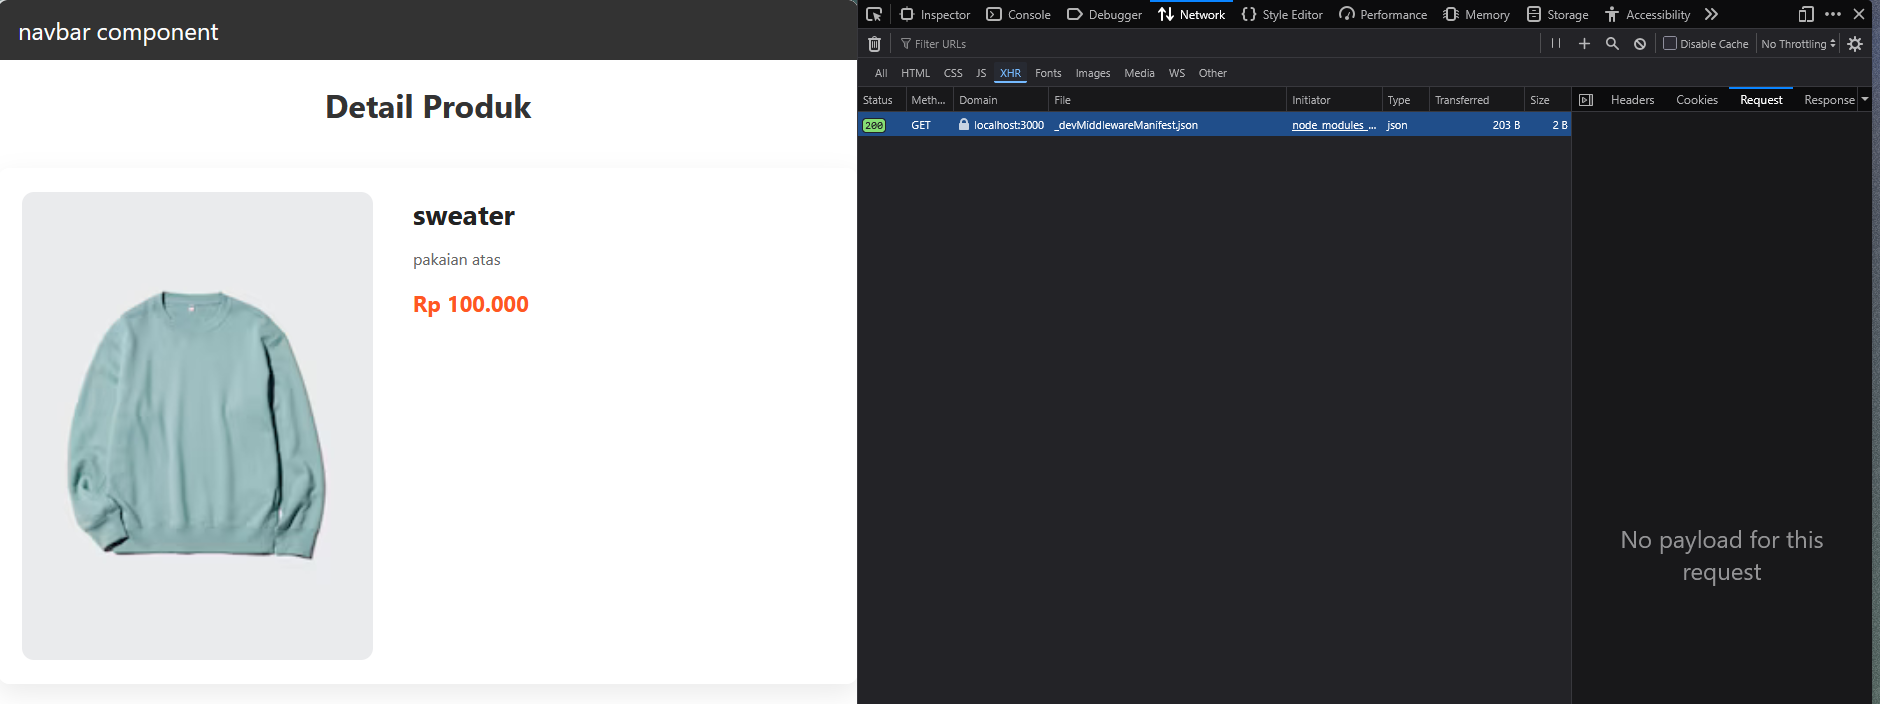 navbar component
Detail Produk
sweater
pakaian atas
Rp 100.000
Inspector Console Debugger Network Style Editor Performance Memory Storage Accessibility
Filter URLs Disable Cache No Throttling
All HTML CSS JS XHR Fonts Images Media WS Other
Status Meth... Domain File Initiator Type Transferred Size Headers Cookies Request Response
200 GET localhost:3000 _devMiddlewareManifest.json node_modules_... json 203 B 2 B
No payload for this
request